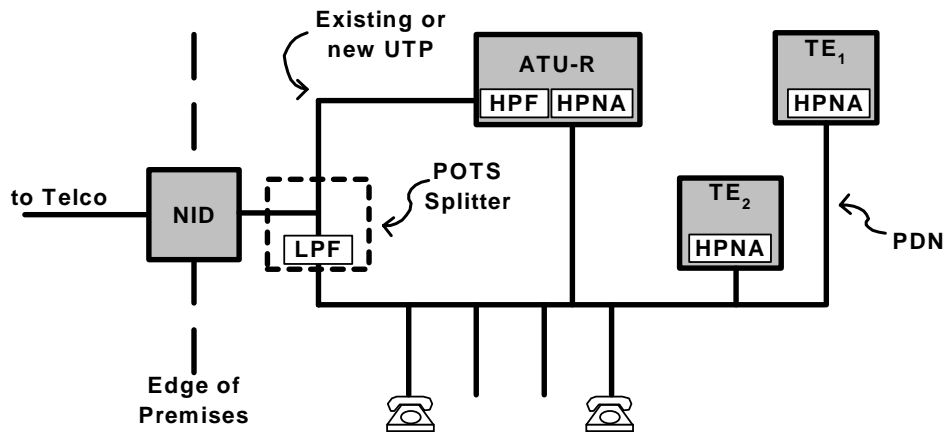 Existing or
new UTP
ATU-R
HPF HPNA
TE1
HPNA
to Telco
NID
POTS
Splitter
LPF
TE2
HPNA
PDN
Edge of
Premises